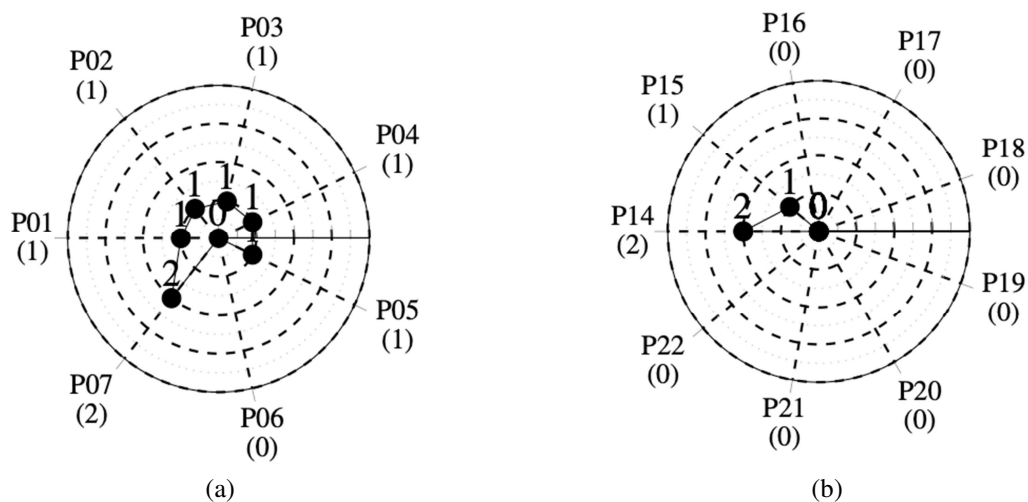 P03
(1)
P02
(1)
P04
(1)
P01
(1)
1
1
1
1
0
1
2
P05
(1)
P07
(2)
P06
(0)
(a)
P16
(0)
P17
(0)
P15
(1)
P18
(0)
P14
(2)
1
2
0
P19
(0)
P22
(0)
P21
(0)
P20
(0)
(b)